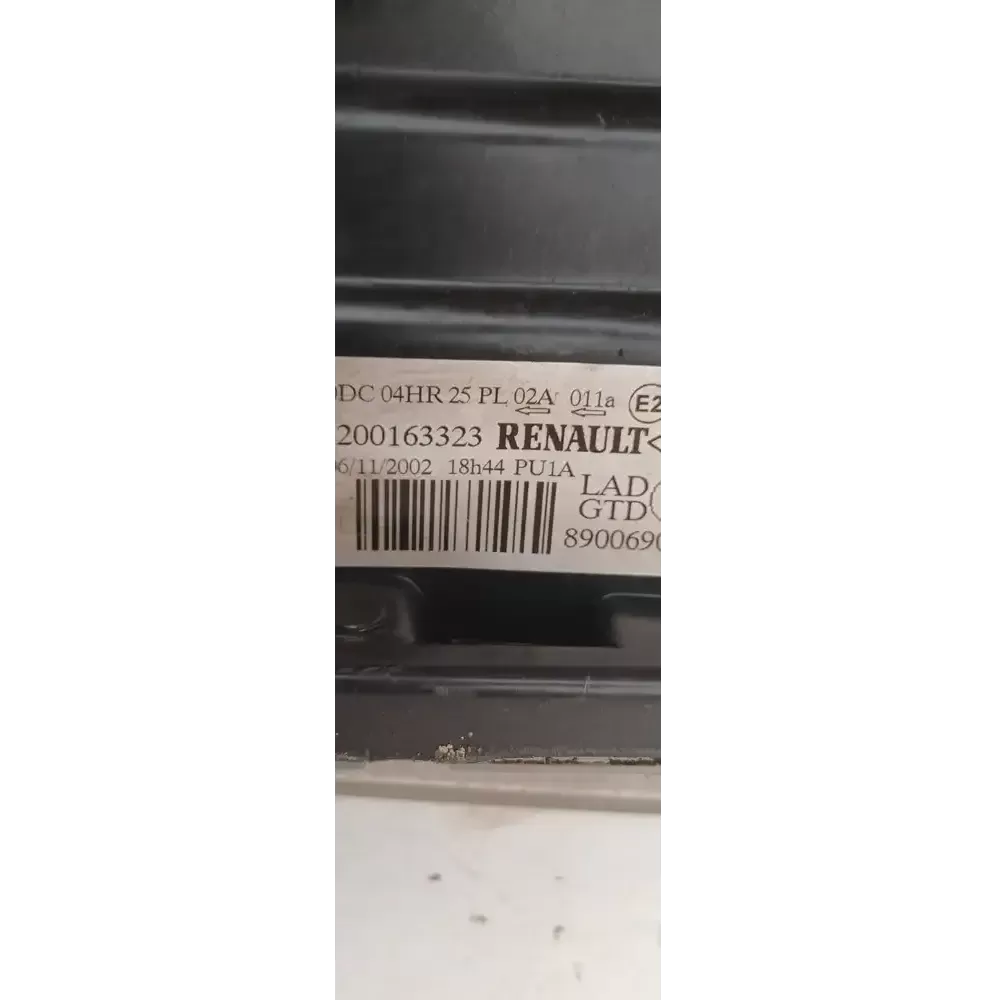 DC 04HR 25 PL 02A 011a E2
200163323 RENAULT
6/11/2002 18h44 PU1A
LAD
GTD
8900690